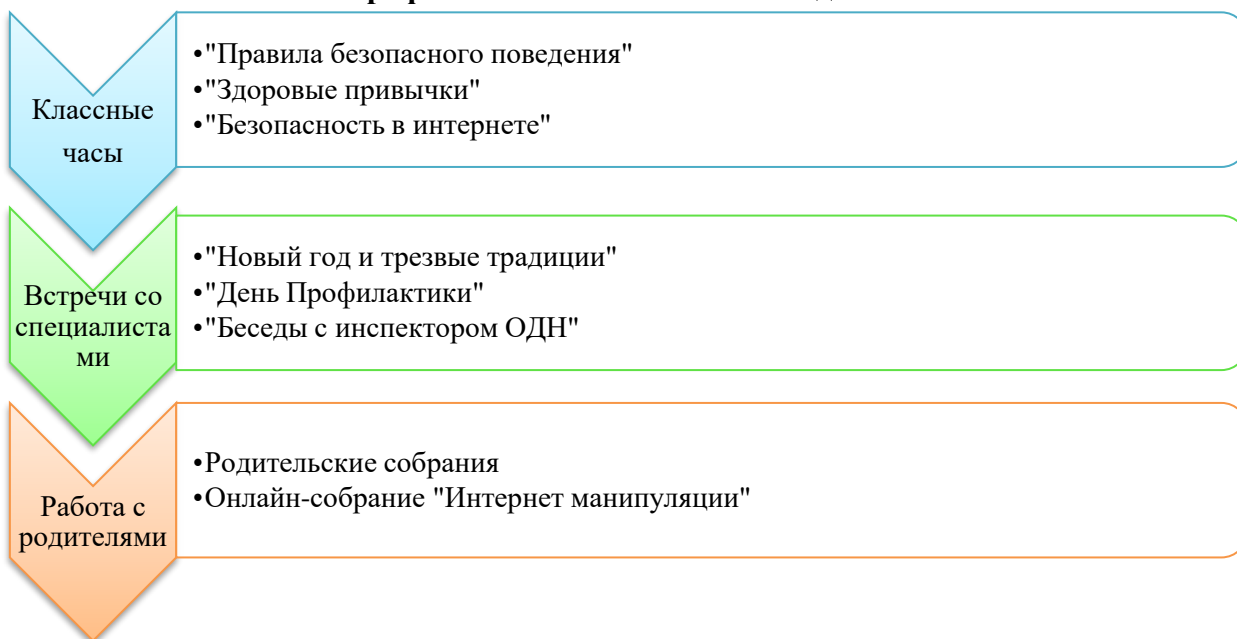 Классные
часы
•"Правила безопасного поведения"
•"Здоровые привычки"
•"Безопасность в интернете"
Встречи со
специалиста
ми
•"Новый год и трезвые традиции"
•"День Профилактики"
•"Беседы с инспектором ОДН"
Работа с
родителями
•Родительские собрания
•Онлайн-собрание "Интернет манипуляции"